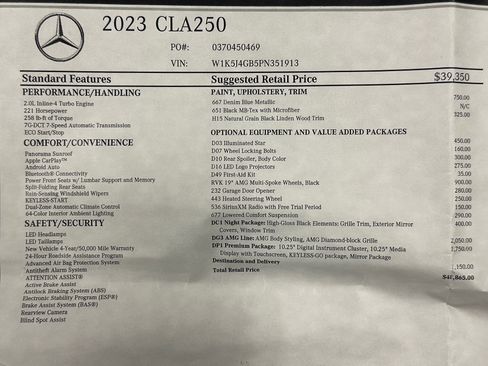 2023 CLA250
PO#: 0370450469
VIN: W1K5J4GB5PN351913
Standard Features
PERFORMANCE/HANDLING
2.0L Inline-4 Turbo Engine
221 Horsepower
258 lb-ft of Torque
7G-DCT 7-Speed Automatic Transmission
ECO Start/Stop
COMFORT/CONVENIENCE
Panorama Sunroof
Apple CarPlay™
Android Auto
Bluetooth® Connectivity
Power Front Seats w/ Lumbar Support and Memory
Split-Folding Rear Seats
Rain-Sensing Windshield Wipers
KEYLESS-START
Dual-Zone Automatic Climate Control
64-Color Interior Ambient Lighting
SAFETY/SECURITY
LED Headlamps
LED Taillamps
New Vehicle 4-Year/50,000 Mile Warranty
24-Hour Roadside Assistance Program
Advanced Air Bag Protection System
Antitheft Alarm System
ATTENTION ASSIST®
Active Brake Assist
Antilock Braking System (ABS)
Electronic Stability Program (ESP®)
Brake Assist System (BAS®)
Rearview Camera
Blind Spot Assist
Suggested Retail Price $39,350
PAINT, UPHOLSTERY, TRIM
667 Denim Blue Metallic 750.00
651 Black MB-Tex with Microfiber N/C
H15 Natural Grain Black Linden Wood Trim 325.00
OPTIONAL EQUIPMENT AND VALUE ADDED PACKAGES
D03 Illuminated Star 450.00
D07 Wheel Locking Bolts 160.00
D10 Rear Spoiler, Body Color 300.00
D16 LED Logo Projectors 275.00
D49 First-Aid Kit 35.00
RVK 19" AMG Multi-Spoke Wheels, Black 900.00
232 Garage Door Opener 280.00
443 Heated Steering Wheel 250.00
536 SiriusXM Radio with Free Trial Period 150.00
677 Lowered Comfort Suspension 290.00
DC1 Night Package: High-Gloss Black Elements: Grille Trim, Exterior Mirror 400.00
Covers, Window Trim
DG3 AMG Line: AMG Body Styling, AMG Diamond-block Grille 2,050.00
DP1 Premium Package: 10.25" Digital Instrument Cluster, 10.25" Media 1,750.00
Display with Touchscreen, KEYLESS-GO package, Mirror Package
Destination and Delivery 1,150.00
Total Retail Price $48,865.00